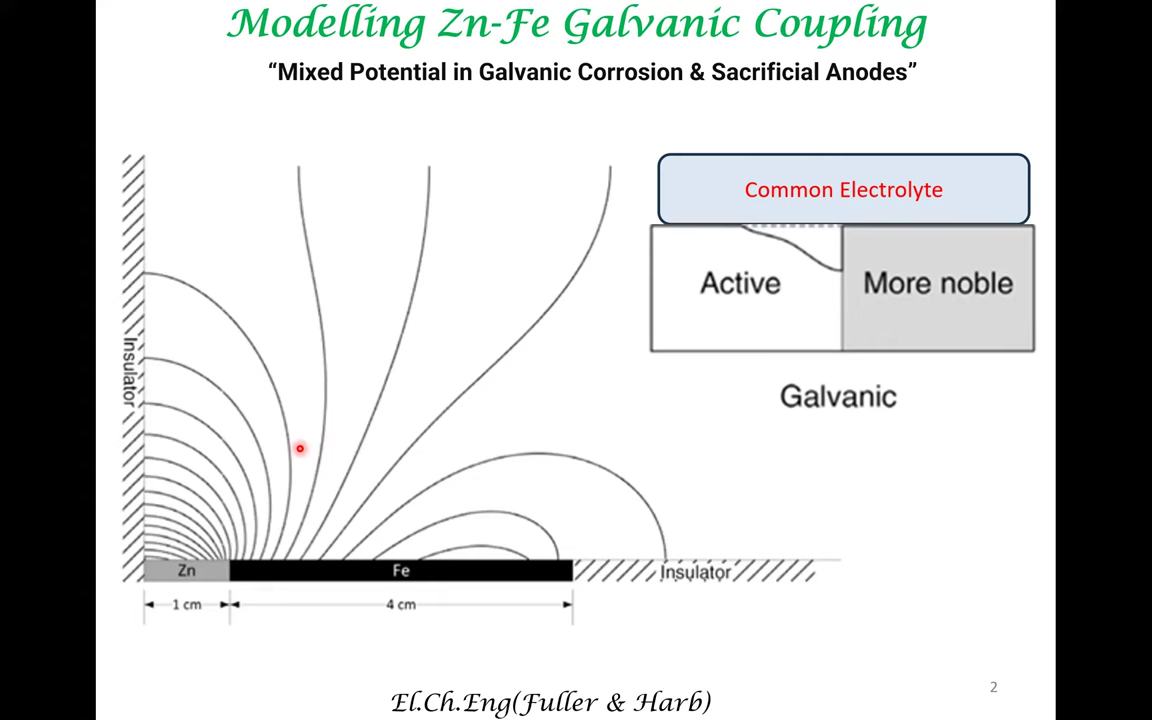 Modelling Zn-Fe Galvanic Coupling
“Mixed Potential in Galvanic Corrosion & Sacrificial Anodes”
Common Electrolyte
Active
More noble
Galvanic
Insulator
Zn
Fe
Insulator
1 cm
4 cm
El.Ch.Eng(Fuller & Harb)
2